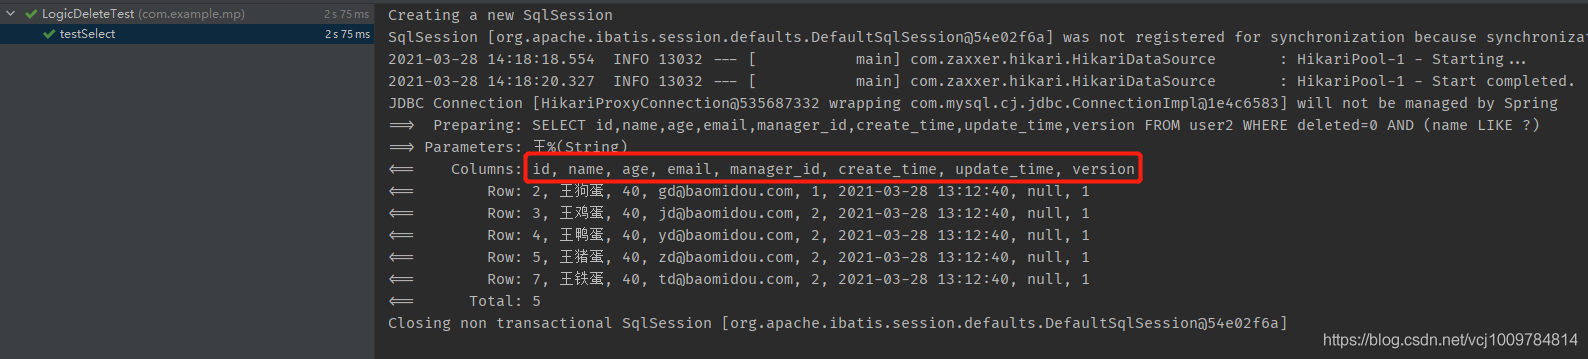 LogicDeleteTest (com.example.mp) 2 s 75 ms
testSelect 2 s 75 ms
Creating a new SqlSession
SqlSession [org.apache.ibatis.session.defaults.DefaultSqlSession@54e02f6a] was not registered for synchronization because synchroniza
2021-03-28 14:18:18.554  INFO 13032 --- [           main] com.zaxxer.hikari.HikariDataSource       : HikariPool-1 - Starting...
2021-03-28 14:18:20.327  INFO 13032 --- [           main] com.zaxxer.hikari.HikariDataSource       : HikariPool-1 - Start completed.
JDBC Connection [HikariProxyConnection@535687332 wrapping com.mysql.cj.jdbc.ConnectionImpl@1e4c6583] will not be managed by Spring
==>  Preparing: SELECT id,name,age,email,manager_id,create_time,update_time,version FROM user2 WHERE deleted=0 AND (name LIKE ?)
==> Parameters: 王%(String)
<==    Columns: id, name, age, email, manager_id, create_time, update_time, version
<==        Row: 2, 王狗蛋, 40, gd@baomidou.com, 1, 2021-03-28 13:12:40, null, 1
<==        Row: 3, 王鸡蛋, 40, jd@baomidou.com, 2, 2021-03-28 13:12:40, null, 1
<==        Row: 4, 王鸭蛋, 40, yd@baomidou.com, 2, 2021-03-28 13:12:40, null, 1
<==        Row: 5, 王猪蛋, 40, zd@baomidou.com, 2, 2021-03-28 13:12:40, null, 1
<==        Row: 7, 王铁蛋, 40, td@baomidou.com, 2, 2021-03-28 13:12:40, null, 1
<==      Total: 5
Closing non transactional SqlSession [org.apache.ibatis.session.defaults.DefaultSqlSession@54e02f6a]
https://blog.csdn.net/vcj1009784814